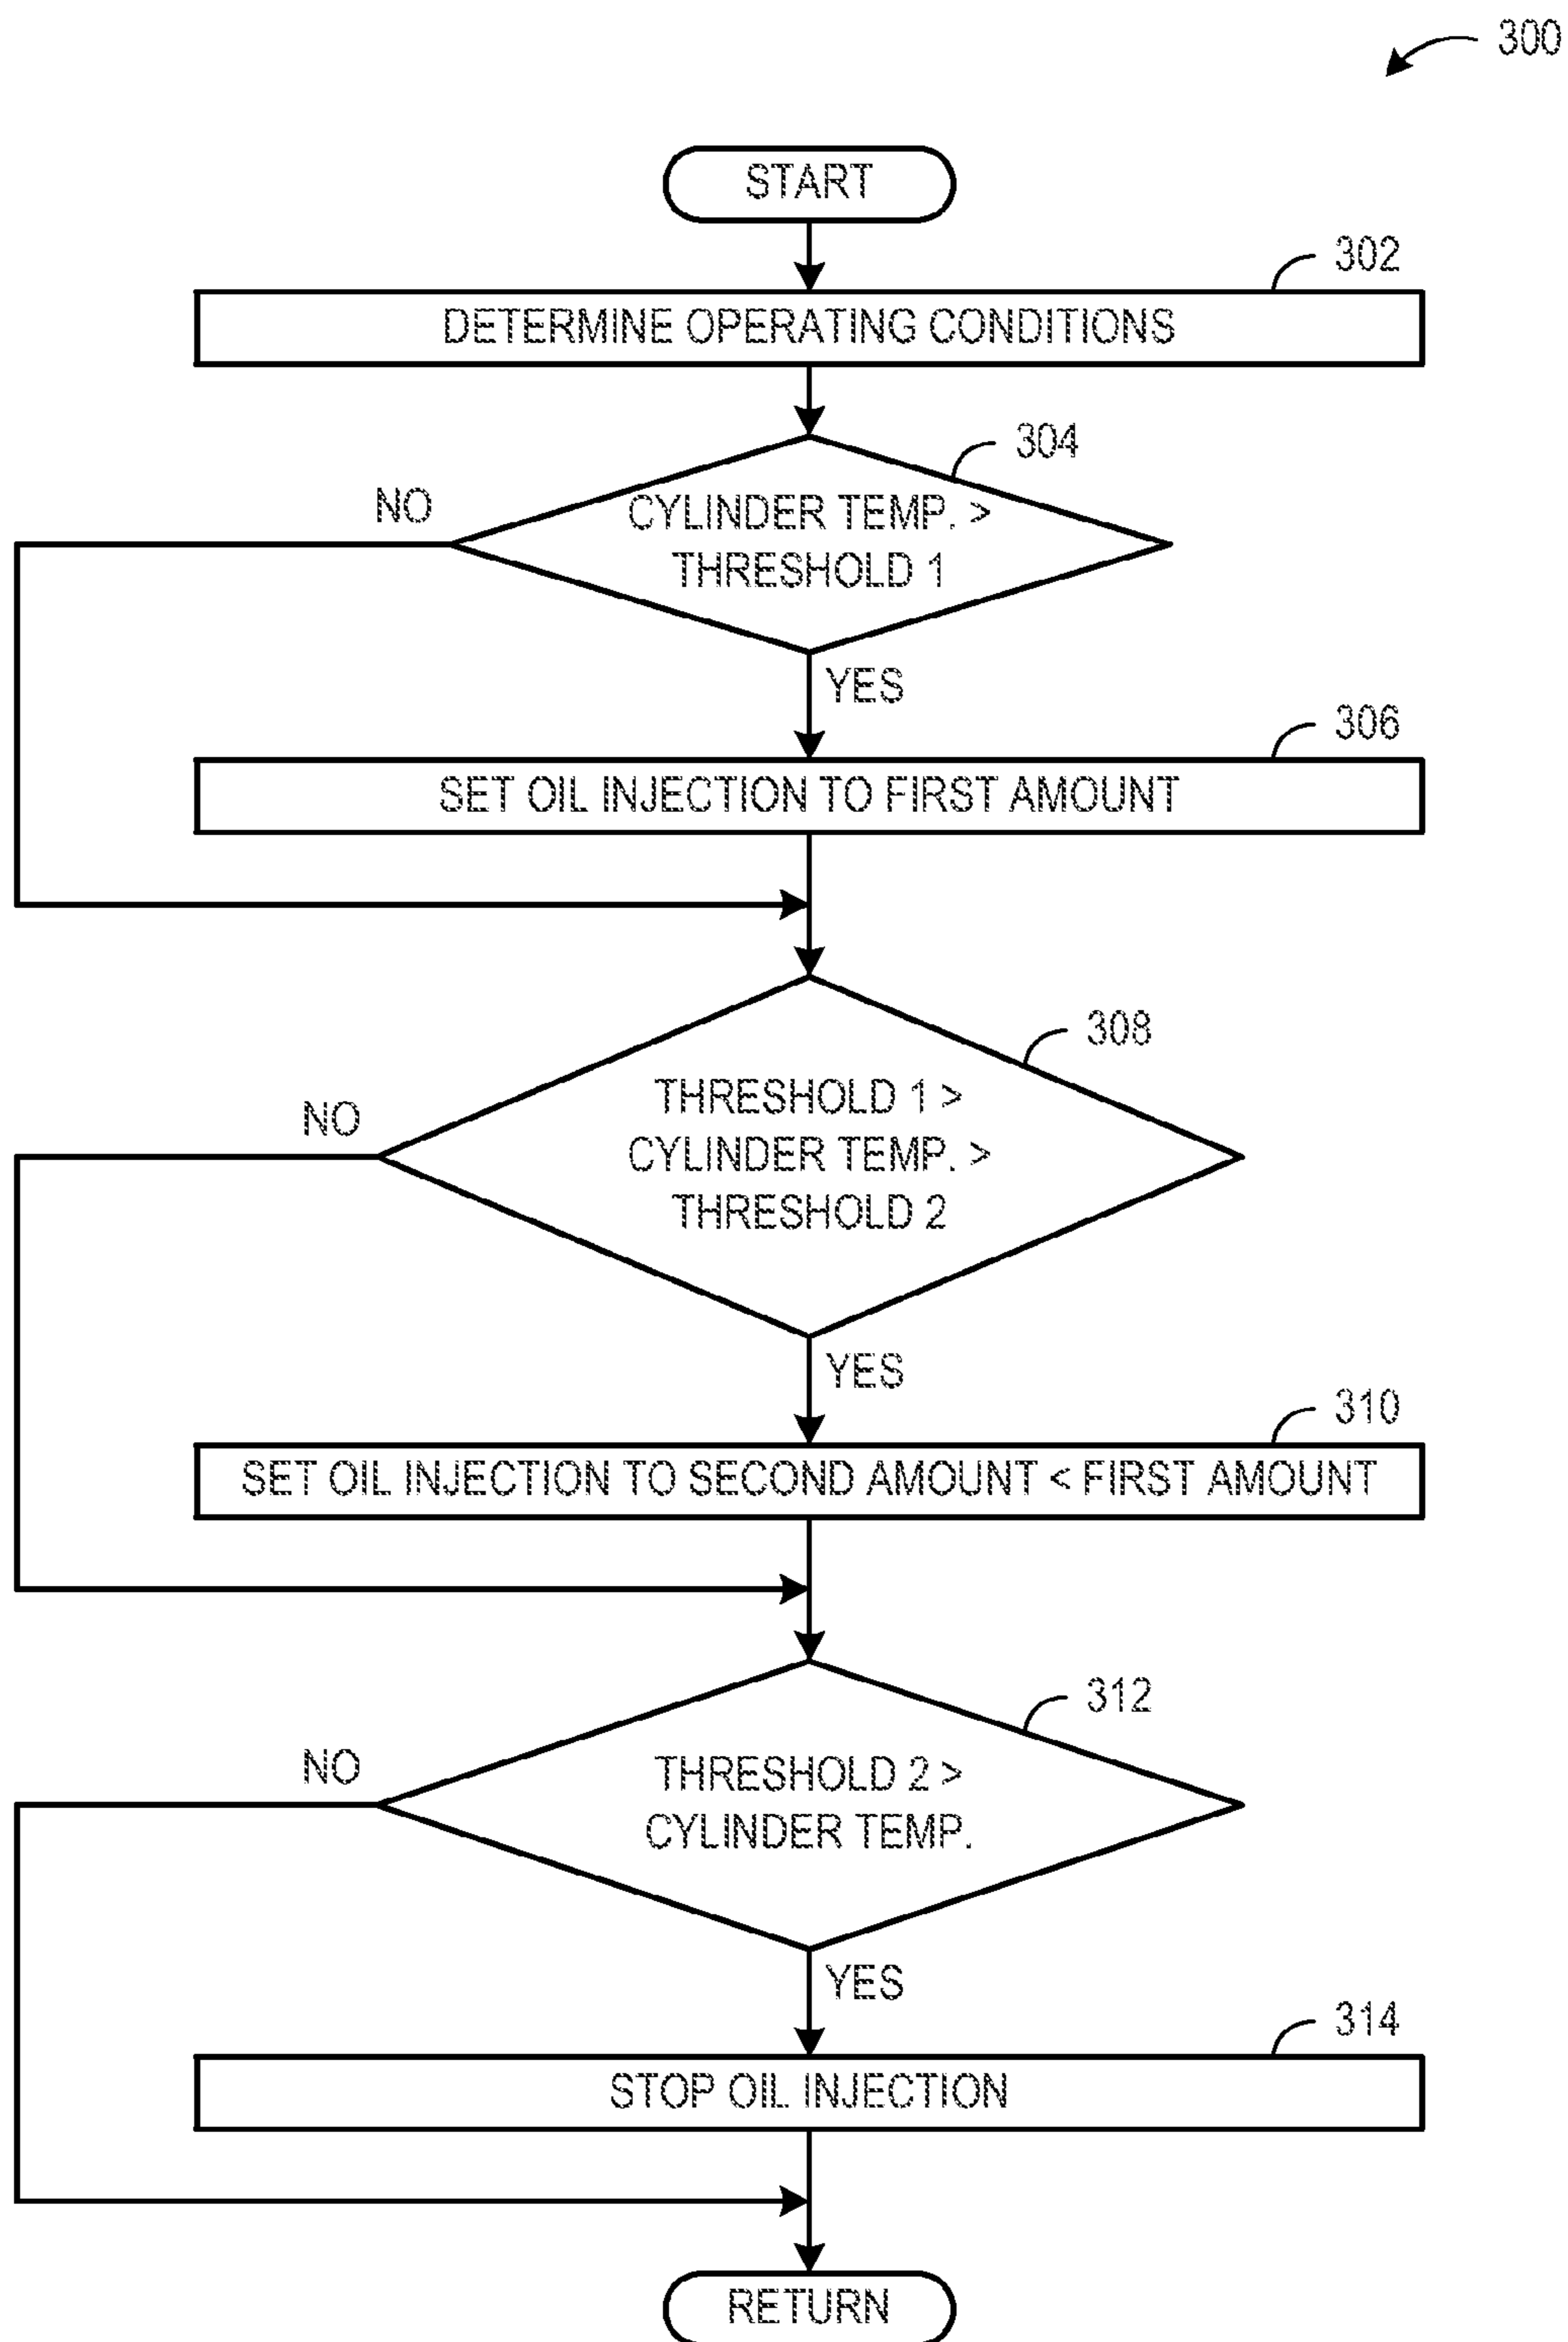 300
START
302
DETERMINE OPERATING CONDITIONS
304
NO
CYLINDER TEMP. >
THRESHOLD 1
YES
306
SET OIL INJECTION TO FIRST AMOUNT
308
NO
THRESHOLD 1 >
CYLINDER TEMP. >
THRESHOLD 2
YES
310
SET OIL INJECTION TO SECOND AMOUNT < FIRST AMOUNT
312
NO
THRESHOLD 2 >
CYLINDER TEMP.
YES
314
STOP OIL INJECTION
RETURN